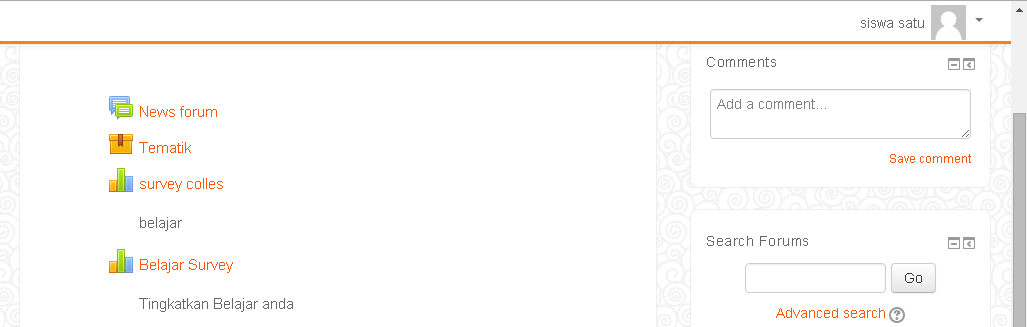 siswa satu
News forum
Tematik
survey colles
belajar
Belajar Survey
Tingkatkan Belajar anda
Comments
Add a comment...
Save comment
Search Forums
Go
Advanced search ?